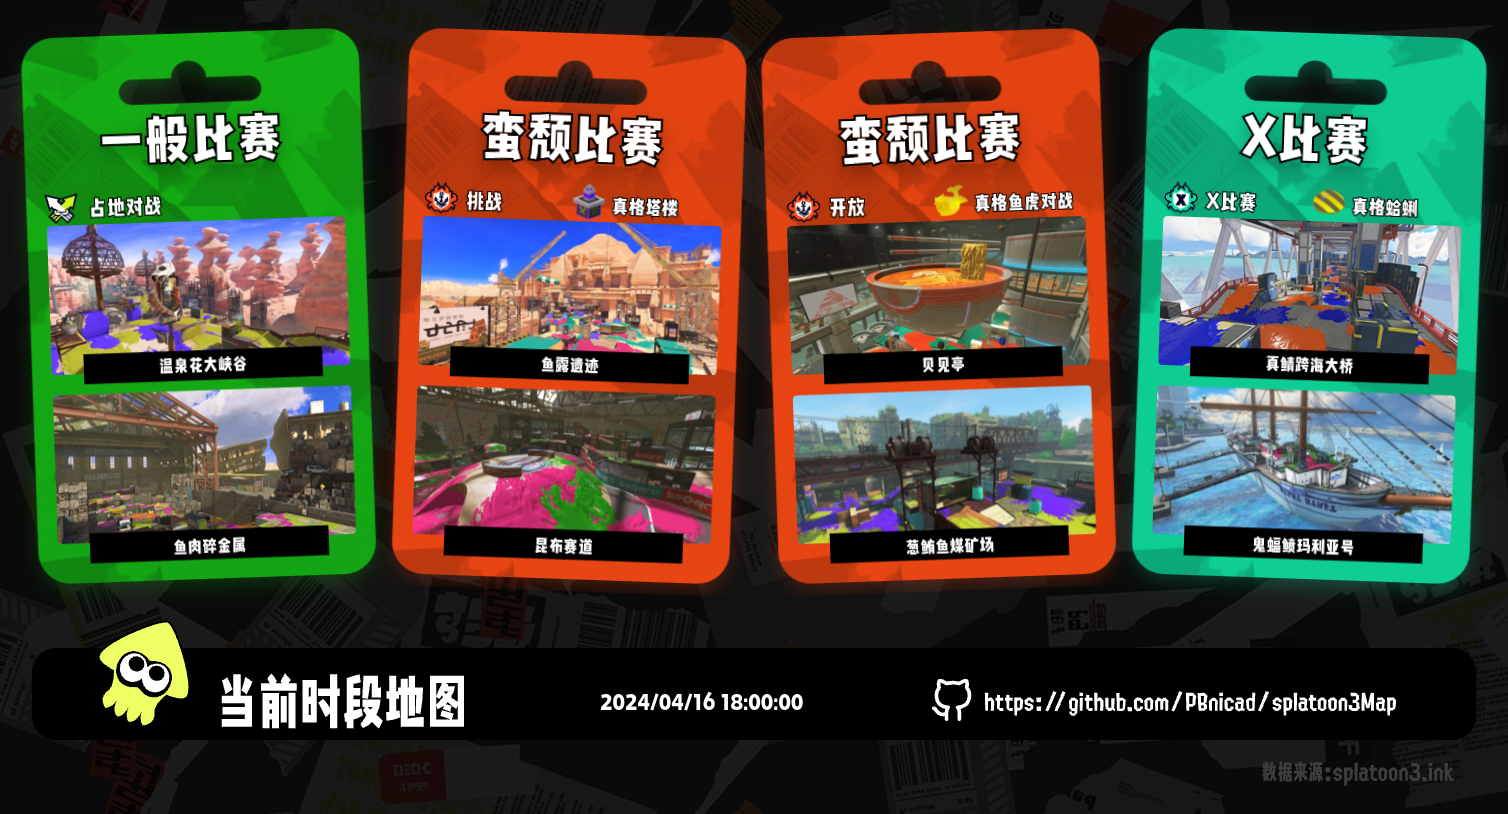 一般比赛
占地对战
温泉花大峡谷
鱼肉碎金属
蛮颓比赛
挑战
真格塔楼
鱼露遗迹
昆布赛道
蛮颓比赛
开放
真格鱼虎对战
贝见亭
葱鲔鱼煤矿场
X比赛
X比赛
真格蛤蜊
真鲭跨海大桥
鬼蝠鲼玛利亚号
当前时段地图
2024/04/16 18:00:00
https://github.com/PBnicad/splatoon3Map
数据来源:splatoon3.ink